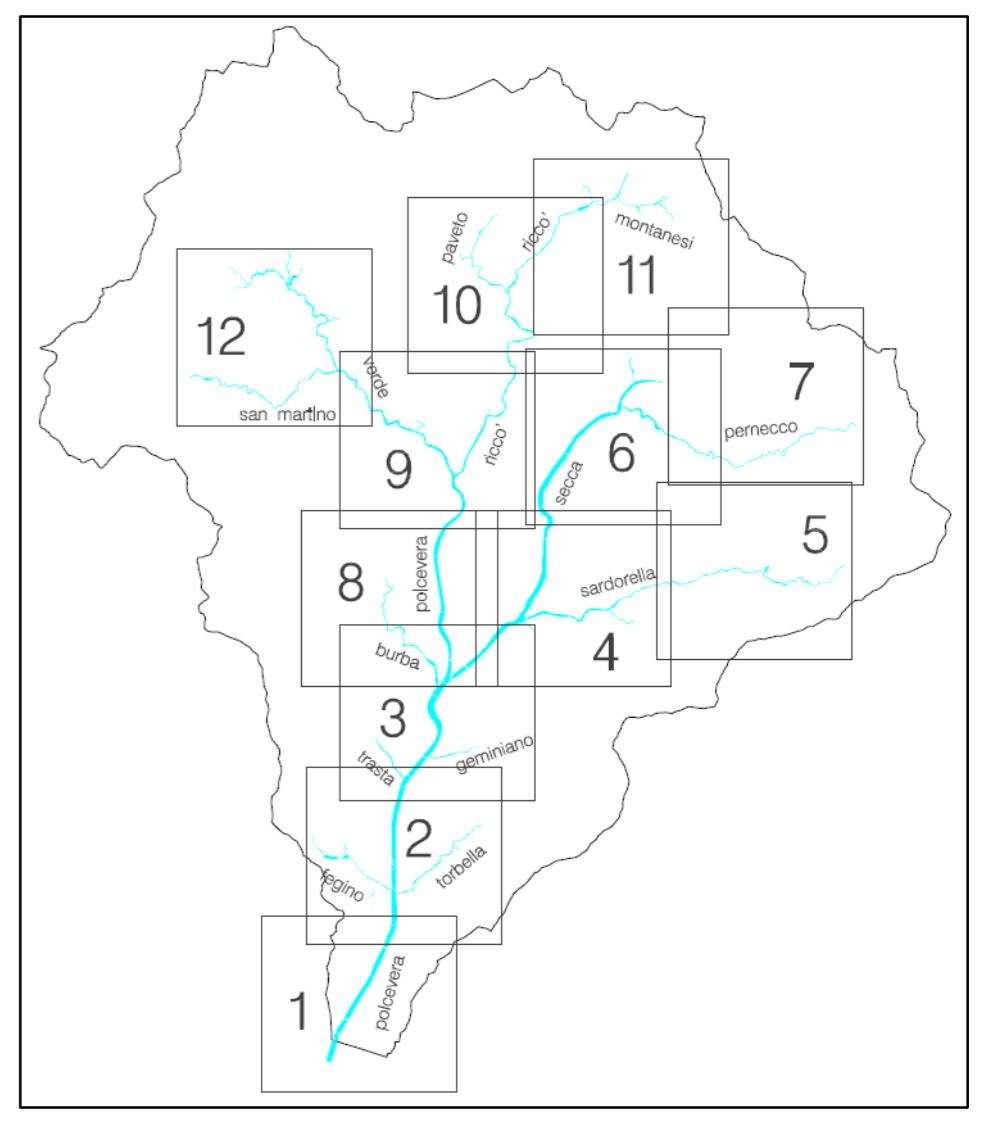 paveto
ricco'
montanesi
11
10
12
verde
7
san martino
pernecco
ricco'
6
9
secca
5
polcevera
8
sardorella
burba
4
3
geminiano
trasta
2
torbella
fegino
polcevera
1